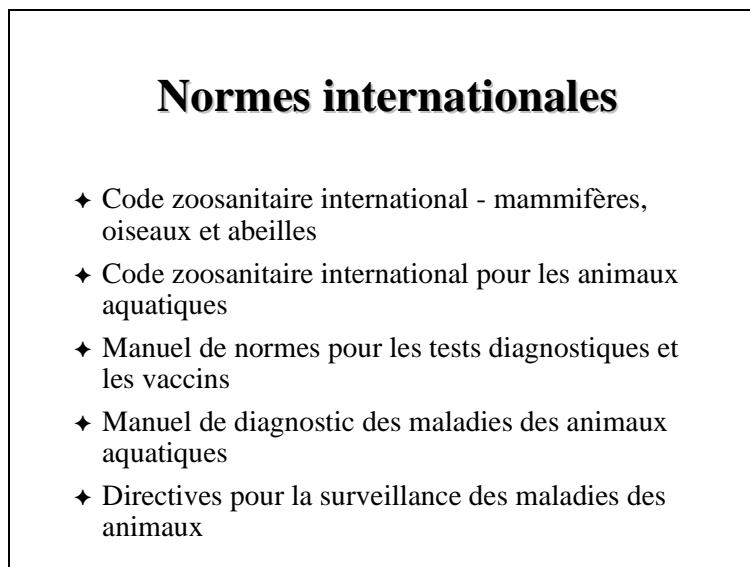 Normes internationales
✦ Code zoosanitaire international - mammifères,
oiseaux et abeilles
✦ Code zoosanitaire international pour les animaux
aquatiques
✦ Manuel de normes pour les tests diagnostiques et
les vaccins
✦ Manuel de diagnostic des maladies des animaux
aquatiques
✦ Directives pour la surveillance des maladies des
animaux